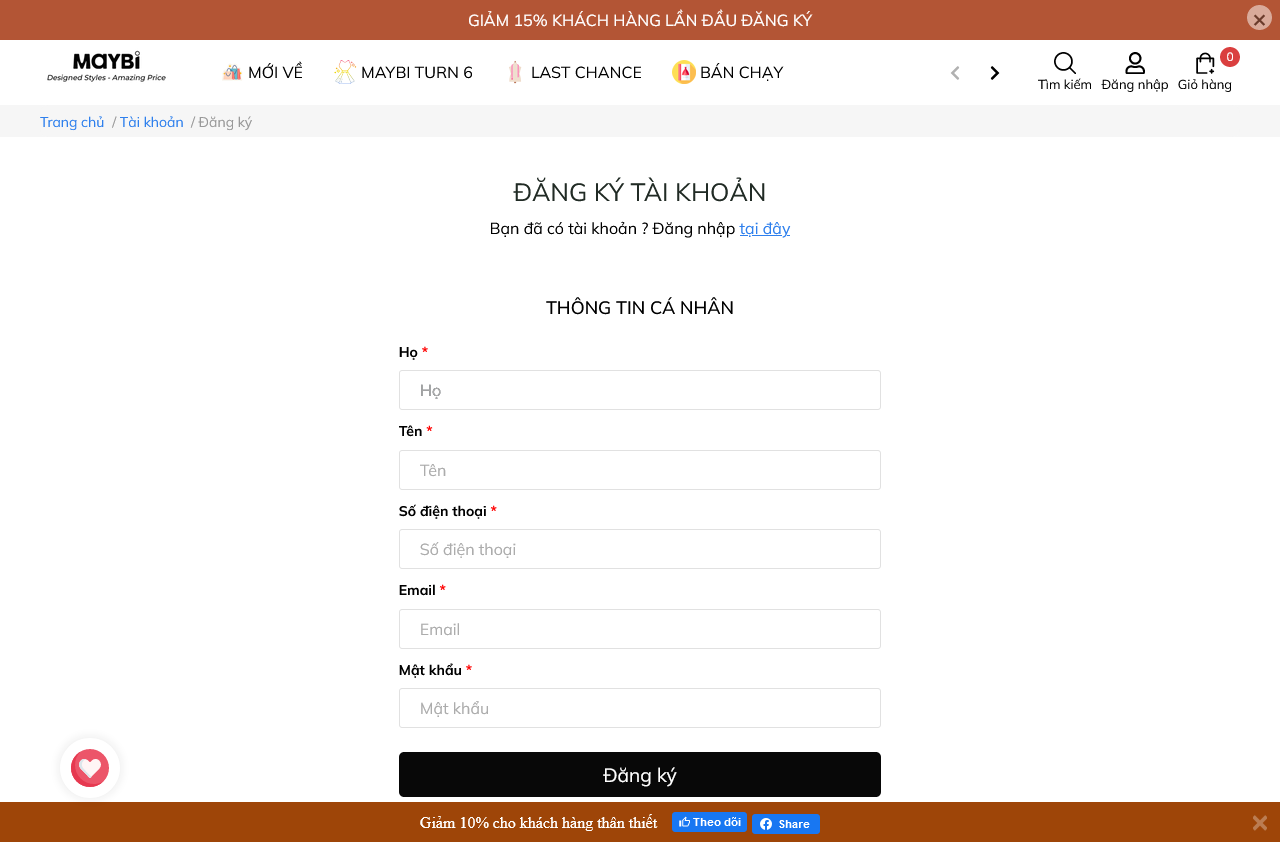 GIẢM 15% KHÁCH HÀNG LẦN ĐẦU ĐĂNG KÝ
MAYBI
Designed Styles - Amazing Price
MỚI VỀ
MAYBI TURN 6
LAST CHANCE
BÁN CHẠY
Tìm kiếm
Đăng nhập
0
Giỏ hàng
Trang chủ / Tài khoản / Đăng ký
ĐĂNG KÝ TÀI KHOẢN
Bạn đã có tài khoản ? Đăng nhập tại đây
THÔNG TIN CÁ NHÂN
Họ *
Họ
Tên *
Tên
Số điện thoại *
Số điện thoại
Email *
Email
Mật khẩu *
Mật khẩu
Đăng ký
Giảm 10% cho khách hàng thân thiết
Theo dõi
Share